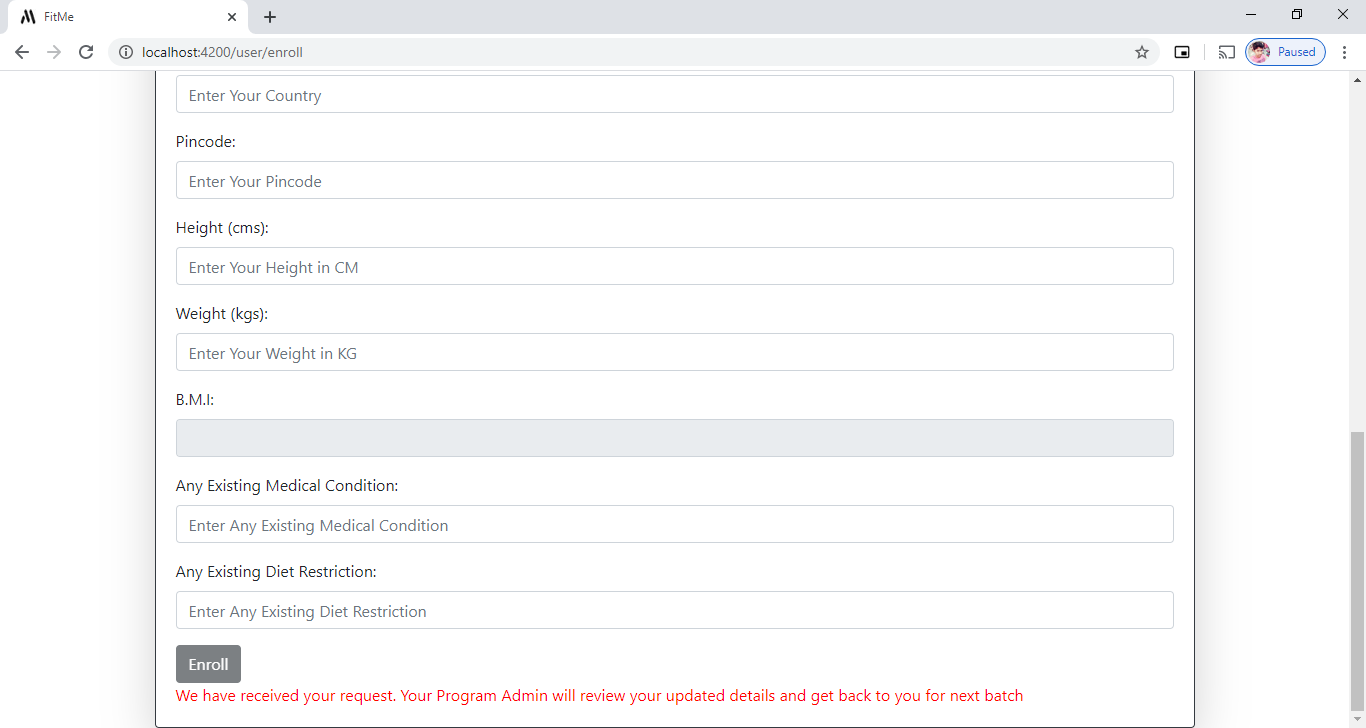 FitMe
localhost:4200/user/enroll
Paused
Enter Your Country
Pincode:
Enter Your Pincode
Height (cms):
Enter Your Height in CM
Weight (kgs):
Enter Your Weight in KG
B.M.I:
Any Existing Medical Condition:
Enter Any Existing Medical Condition
Any Existing Diet Restriction:
Enter Any Existing Diet Restriction
Enroll
We have received your request. Your Program Admin will review your updated details and get back to you for next batch